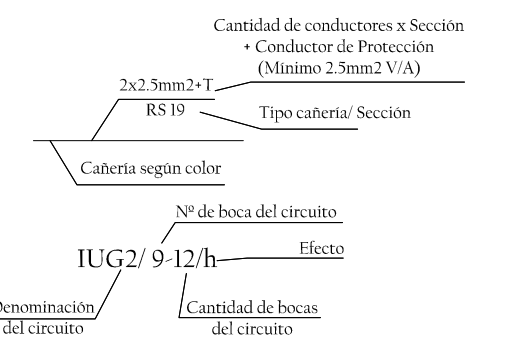 Cantidad de conductores x Sección
+ Conductor de Protección
(Mínimo 2.5mm2 V/A)
2x2.5mm2+T
RS 19
Tipo cañería/ Sección
Cañería según color
Nº de boca del circuito
IUG2/ 9-12/h
Efecto
Denominación
del circuito
Cantidad de bocas
del circuito